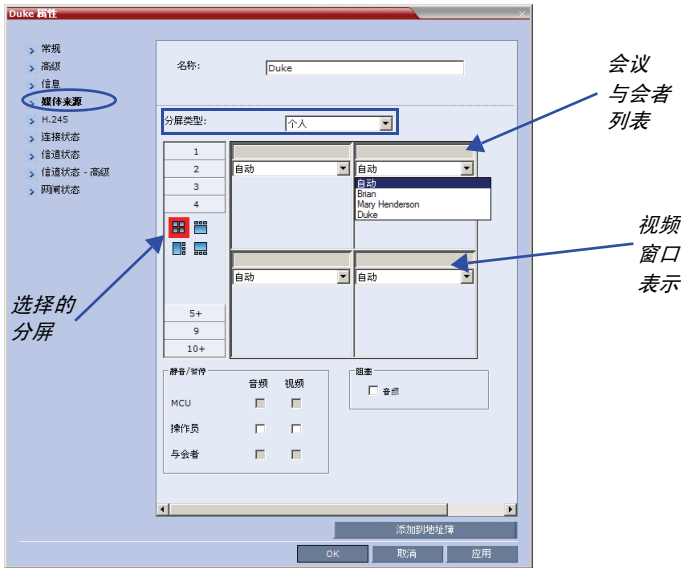 Duke 属性
常规
高级
信息
媒体来源
H.245
连接状态
信道状态
信道状态 - 高级
网闸状态
名称:
Duke
分屏类型:
个人
1
2
3
4
5+
9
10+
自动
自动
自动
Brian
Mary Henderson
Duke
自动
自动
静音/暂停
音频 视频
MCU
操作员
与会者
阻塞
音频
添加到地址簿
OK
取消
应用
会议
与会者
列表
视频
窗口
表示
选择的
分屏